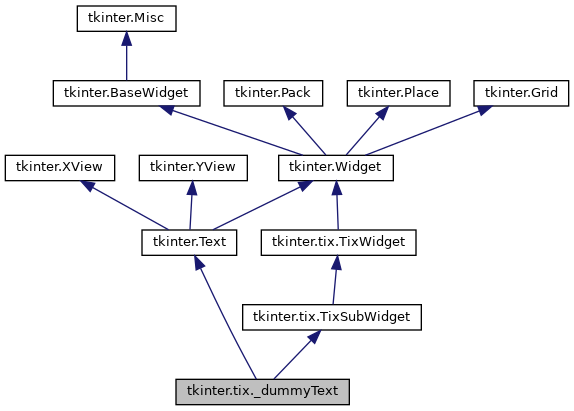 tkinter.Misc
tkinter.BaseWidget
tkinter.Pack
tkinter.Place
tkinter.Grid
tkinter.XView
tkinter.YView
tkinter.Widget
tkinter.Text
tkinter.tix.TixWidget
tkinter.tix.TixSubWidget
tkinter.tix._dummyText